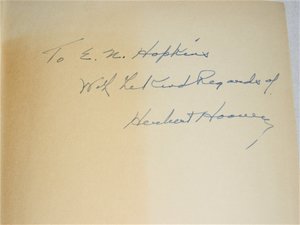 To E. N. Hopkins
With the Kind Regards of
Herbert Hoover